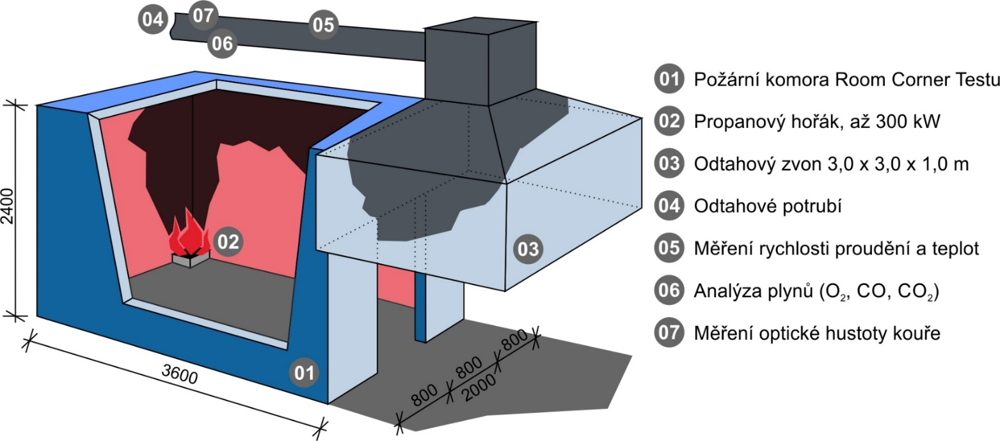 04
07
05
06
2400
02
03
01
3600
800
800
800
2000
01 Požární komora Room Corner Testu
02 Propanový hořák, až 300 kW
03 Odtahový zvon 3,0 x 3,0 x 1,0 m
04 Odtahové potrubí
05 Měření rychlosti proudění a teplot
06 Analýza plynů (O₂, CO, CO₂)
07 Měření optické hustoty kouře